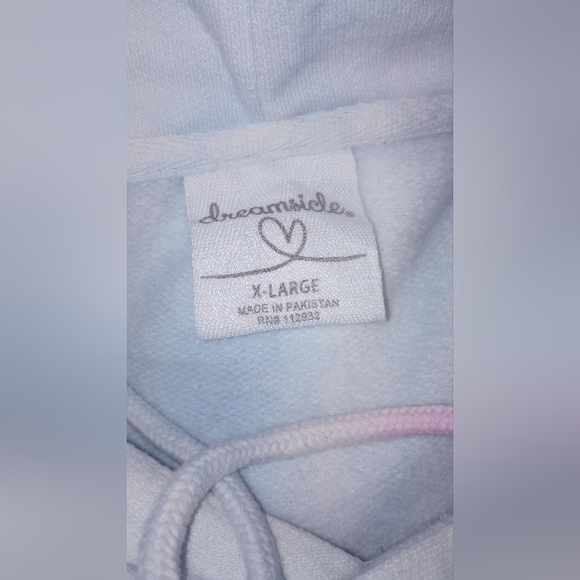 dreamsicle®
X-LARGE
MADE IN PAKISTAN
RN# 112932